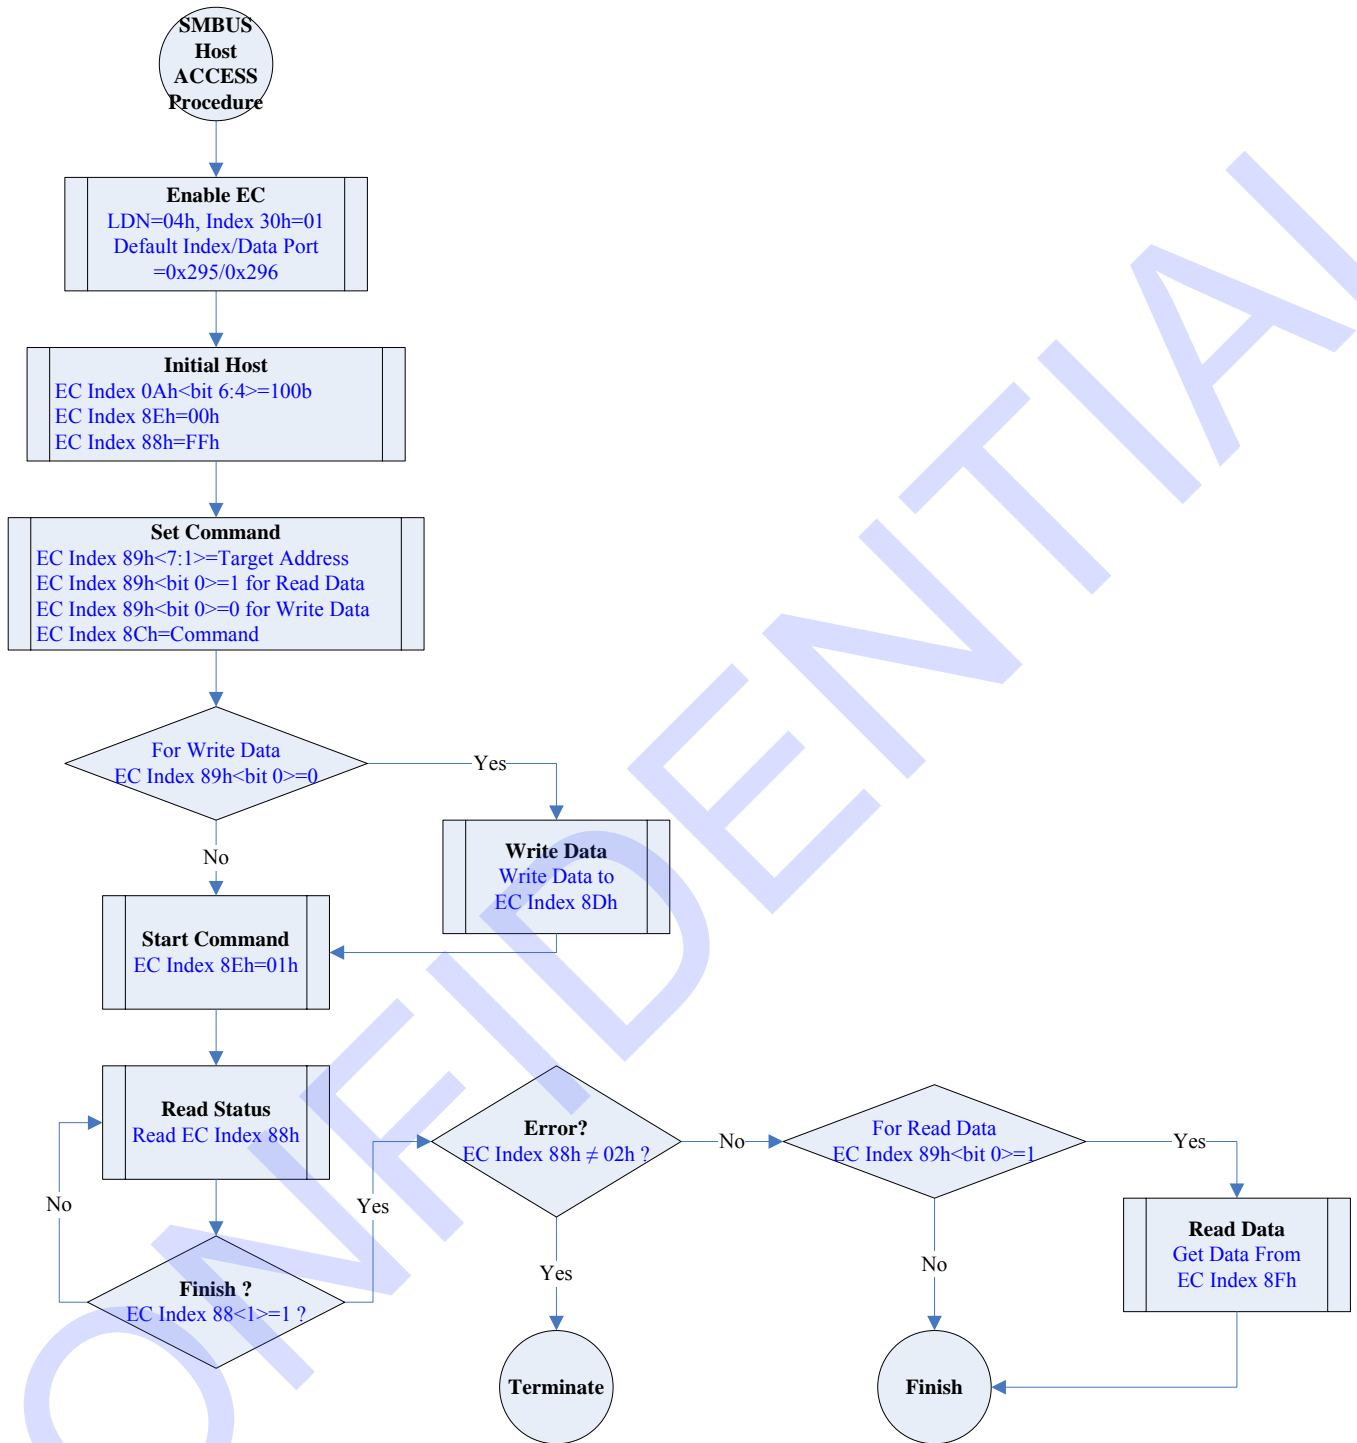 SMBUS
Host
ACCESS
Procedure
Enable EC
LDN=04h, Index 30h=01
Default Index/Data Port
=0x295/0x296
Initial Host
EC Index 0Ah<bit 6:4>=100b
EC Index 8Eh=00h
EC Index 88h=FFh
Set Command
EC Index 89h<7:1>=Target Address
EC Index 89h<bit 0>=1 for Read Data
EC Index 89h<bit 0>=0 for Write Data
EC Index 8Ch=Command
For Write Data
EC Index 89h<bit 0>=0
Yes
No
Write Data
Write Data to
EC Index 8Dh
Start Command
EC Index 8Eh=01h
Read Status
Read EC Index 88h
No
Finish ?
EC Index 88<1>=1 ?
Yes
Error?
EC Index 88h ≠ 02h ?
No
Yes
Terminate
For Read Data
EC Index 89h<bit 0>=1
Yes
No
Read Data
Get Data From
EC Index 8Fh
Finish
ONFIDENTIAL